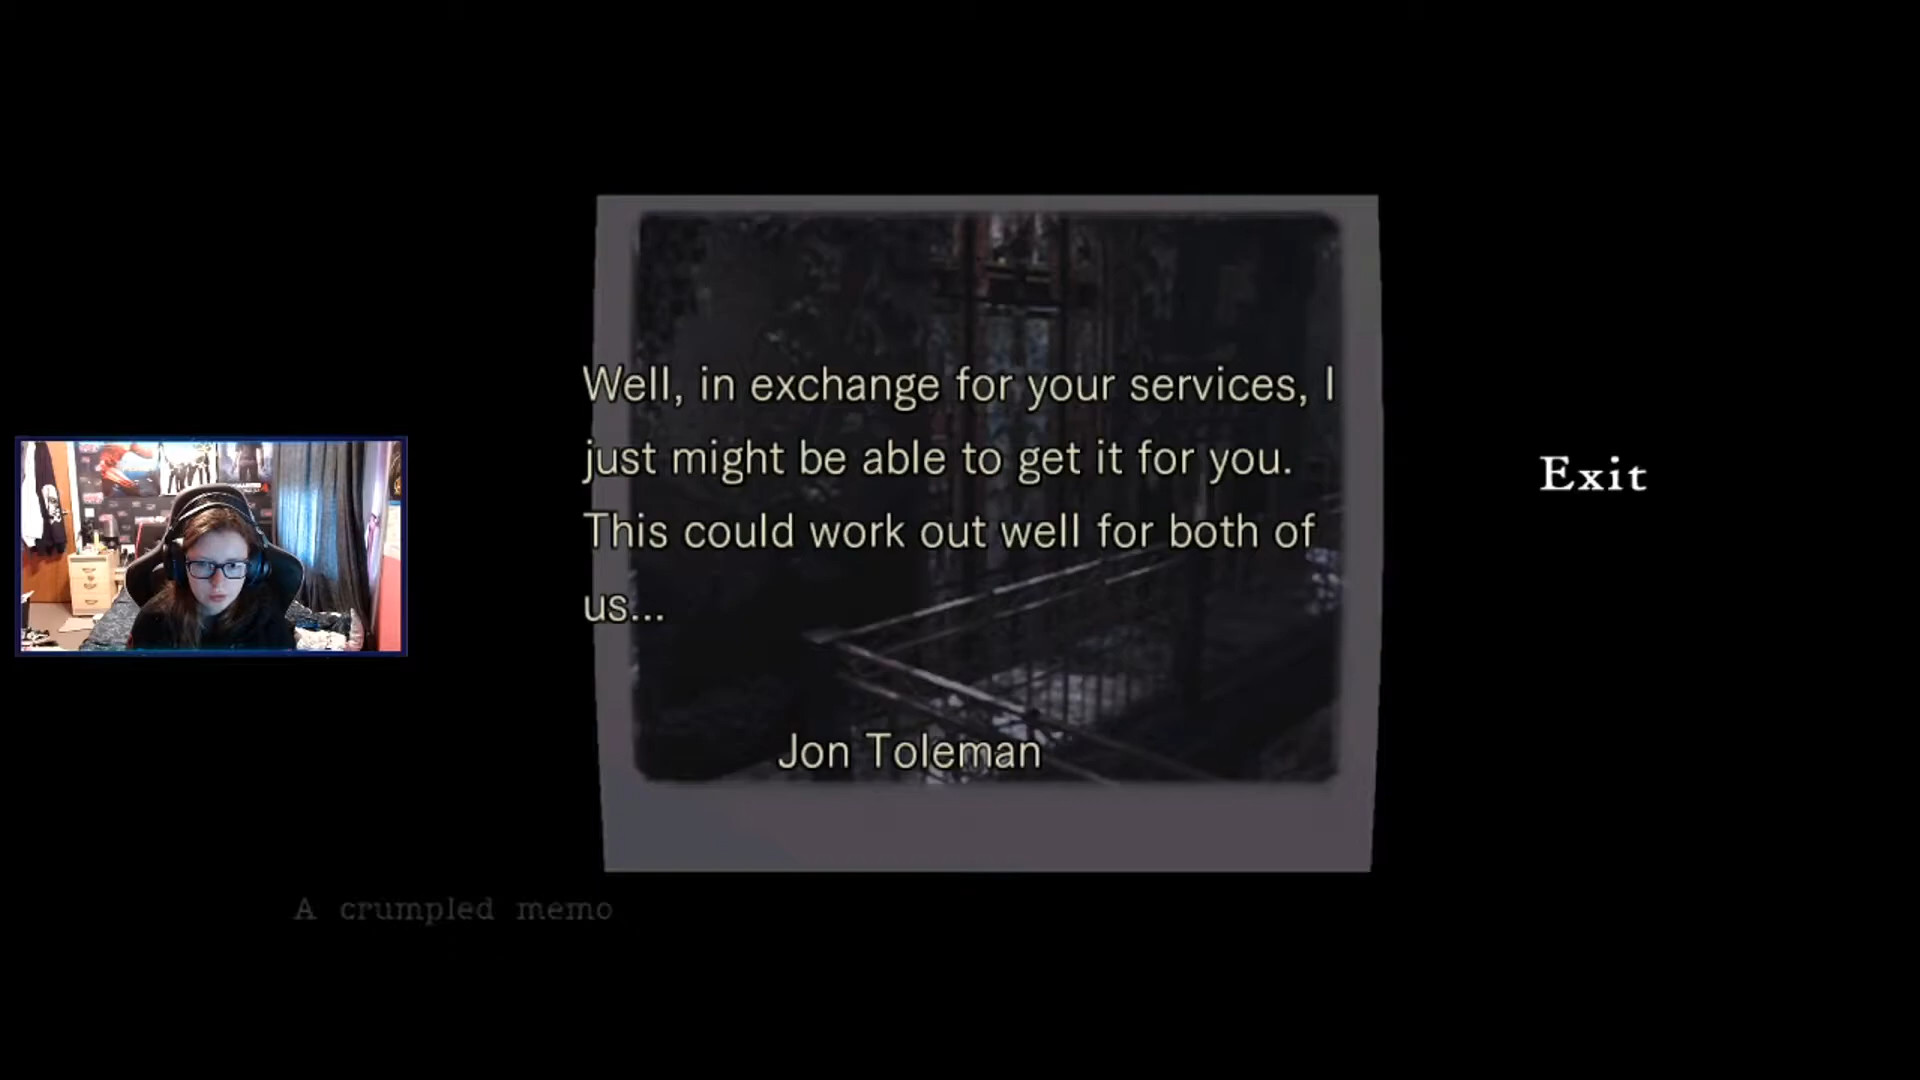 Well, in exchange for your services, I
just might be able to get it for you.
This could work out well for both of
us...
Jon Toleman
Exit
A crumpled memo